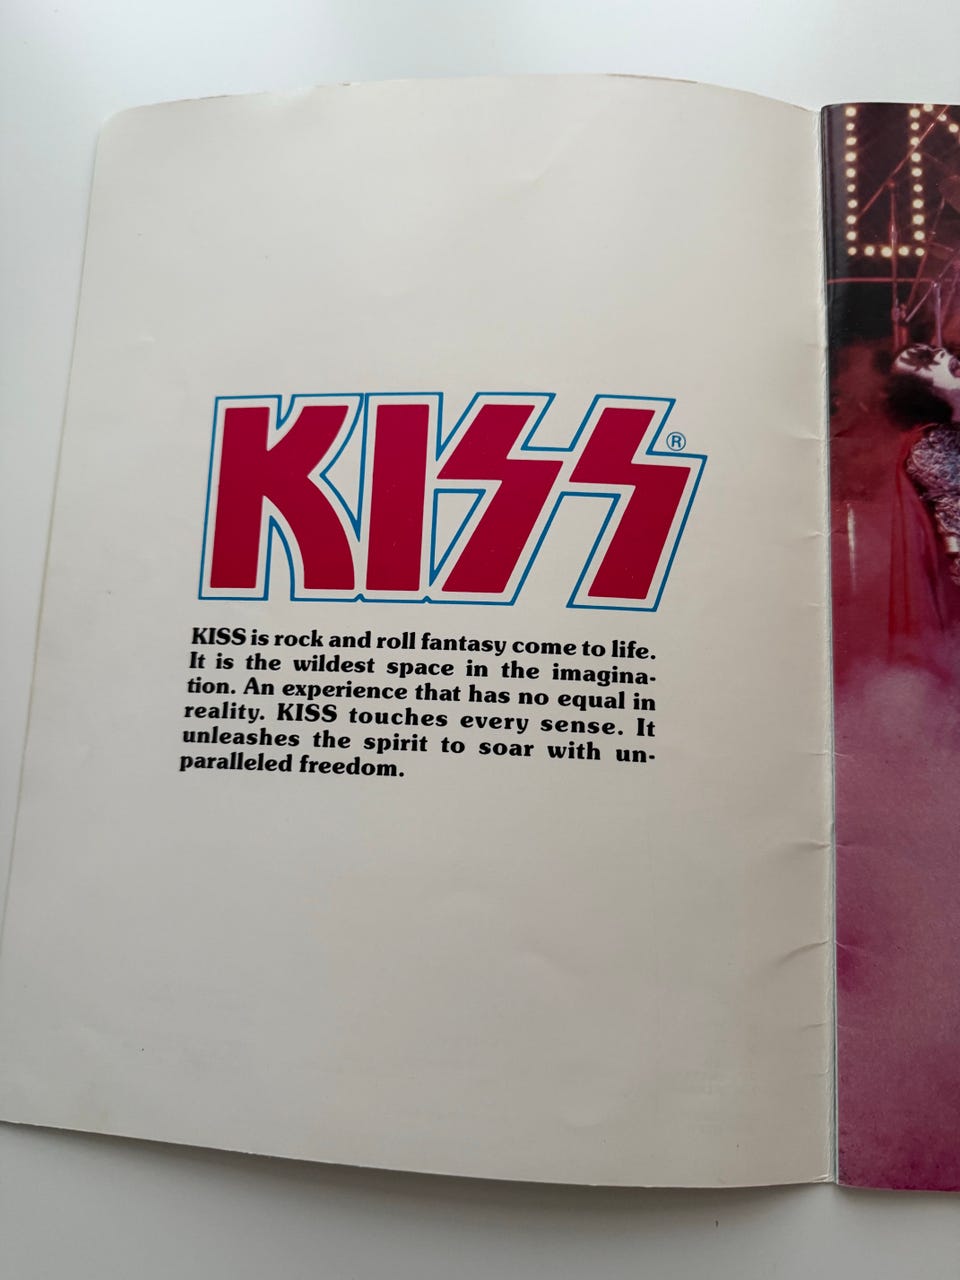 KISS®
KISS is rock and roll fantasy come to life.
It is the wildest space in the imagina-
tion. An experience that has no equal in
reality. KISS touches every sense. It
unleashes the spirit to soar with un-
paralleled freedom.